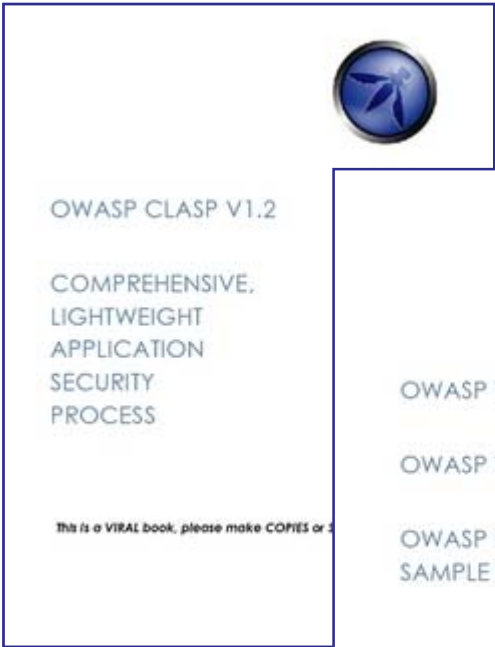 OWASP CLASP V1.2
COMPREHENSIVE,
LIGHTWEIGHT
APPLICATION
SECURITY
PROCESS
This is a VIRAL book, please make COPIES or
OWASP
OWASP
OWASP
SAMPLE